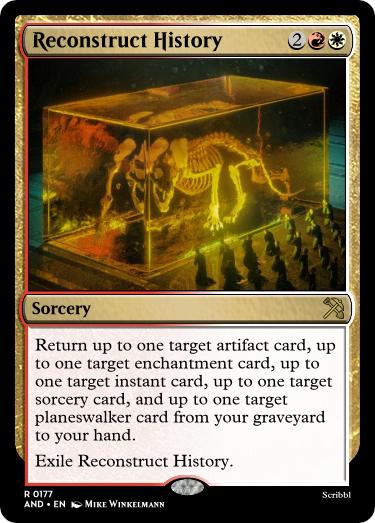 Reconstruct History 2
Sorcery
Return up to one target artifact card, up
to one target enchantment card, up to
one target instant card, up to one target
sorcery card, and up to one target
planeswalker card from your graveyard
to your hand.
Exile Reconstruct History.
R 0177
AND • EN Mike Winkelmann
Scribbl